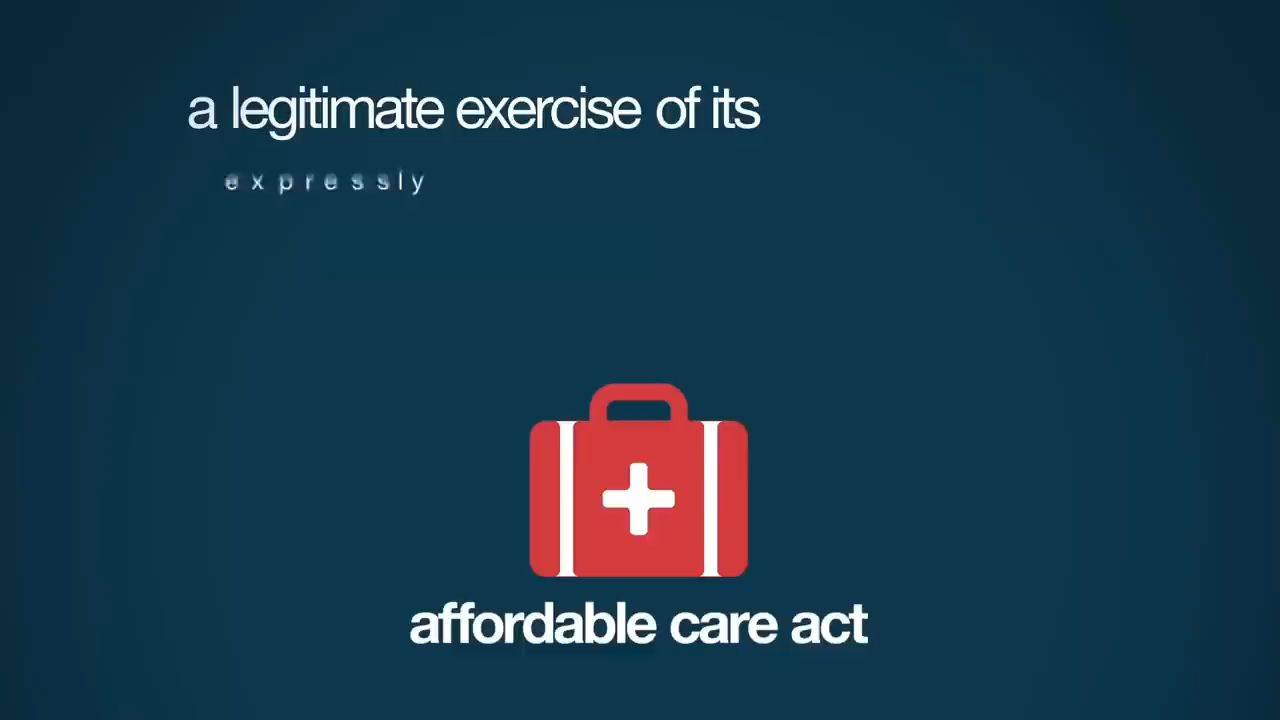 a legitimate exercise of its
expressly
affordable care act